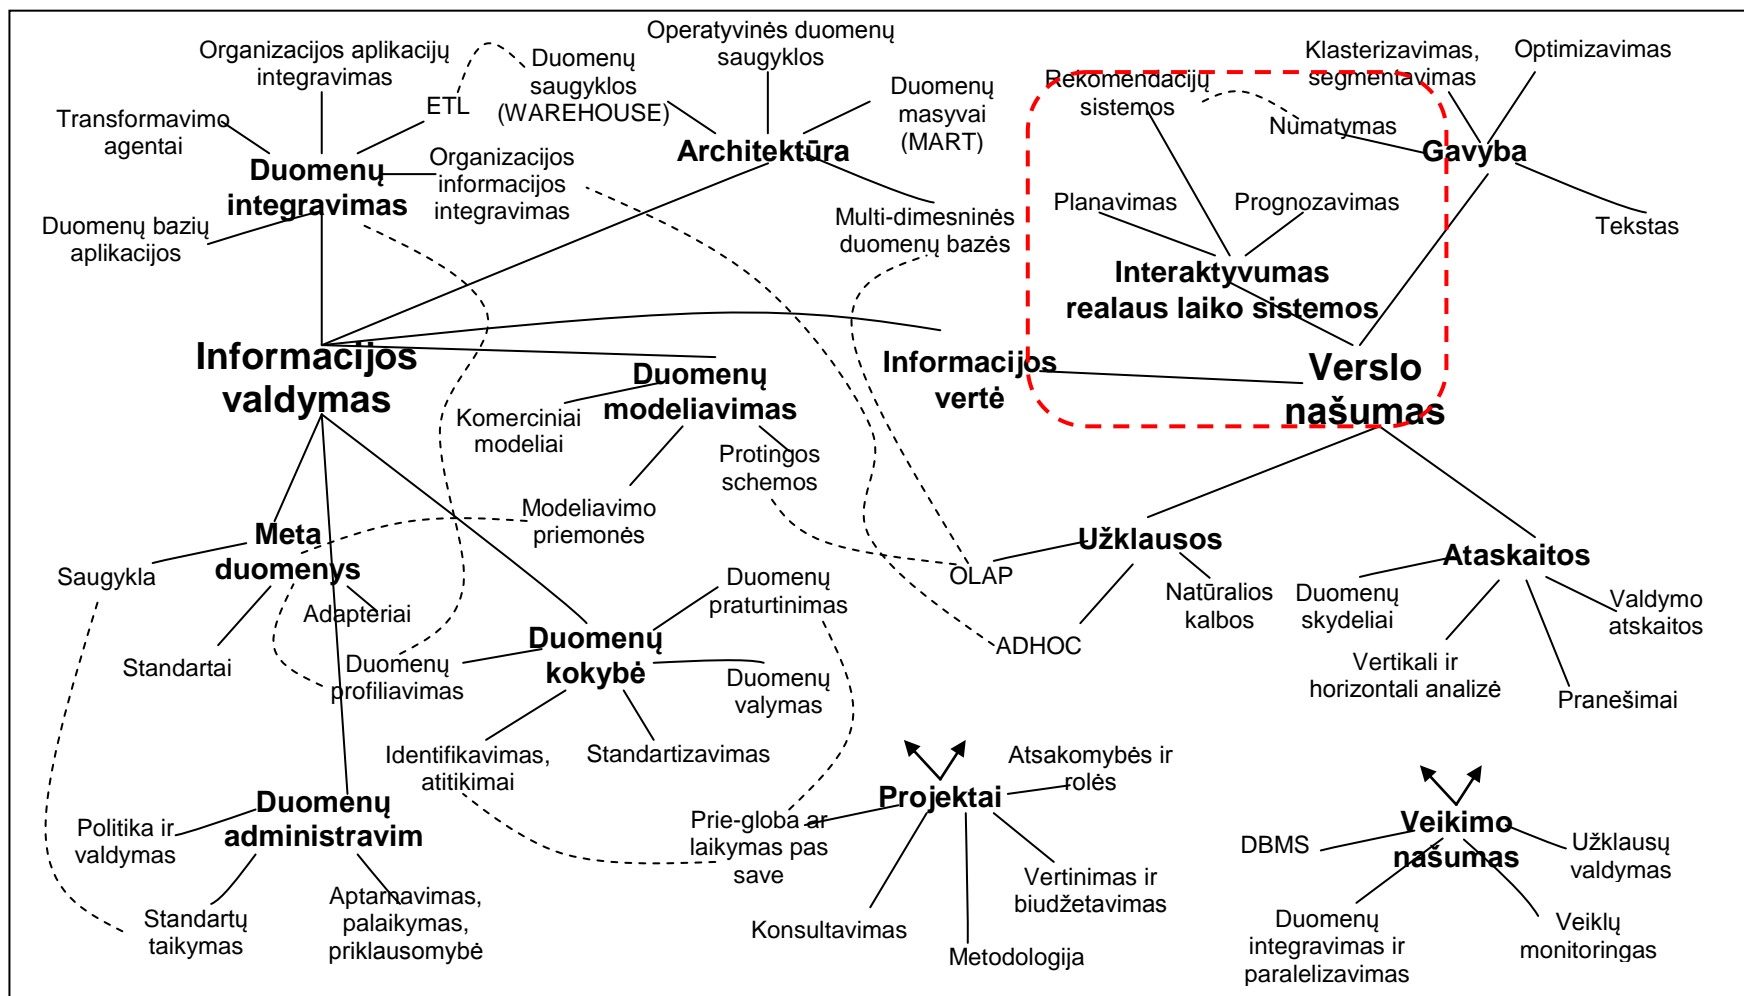 Organizacijos aplikacijų
integravimas
ETL
Transformavimo
agentai
Duomenų
integravimas
Organizacijos
informacijos
integravimas
Duomenų bazių
aplikacijos
Duomenų
saugyklos
(WAREHOUSE)
Operatyvinės duomenų
saugyklos
Duomenų
masyvai
(MART)
Architektūra
Multi-dimesninės
duomenų bazės
Rekomendacijų
sistemos
Klasterizavimas,
segmentavimas
Optimizavimas
Numatymas
Gavyba
Tekstas
Planavimas
Prognozavimas
Interaktyvumas
realaus laiko sistemos
Informacijos
valdymas
Duomenų
modeliavimas
Komerciniai
modeliai
Protingos
schemos
Modeliavimo
priemonės
Informacijos
vertė
Verslo
našumas
Meta
duomenys
Saugykla
Adapteriai
Standartai
Duomenų
profiliavimas
Duomenų
kokybė
Duomenų
praturtinimas
Duomenų
valymas
Identifikavimas,
atitikimai
Standartizavimas
Užklausos
OLAP
ADHOC
Natūralios
kalbos
Ataskaitos
Duomenų
skydeliai
Valdymo
atskaitos
Vertikali ir
horizontali analizė
Pranešimai
Duomenų
administravim
Politika ir
valdymas
Standartų
taikymas
Aptarnavimas,
palaikymas,
priklausomybė
Projektai
Atsakomybės ir
rolės
Prie-globa ar
laikymas pas
save
Vertinimas ir
biudžetavimas
Konsultavimas
Metodologija
Veikimo
našumas
DBMS
Užklausų
valdymas
Duomenų
integravimas ir
paralelizavimas
Veiklų
monitoringas